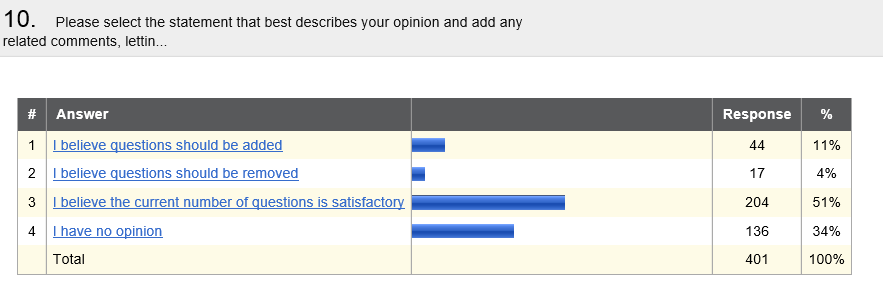 10. Please select the statement that best describes your opinion and add any
related comments, lettin...
# Answer Response %
1 I believe questions should be added 44 11%
2 I believe questions should be removed 17 4%
3 I believe the current number of questions is satisfactory 204 51%
4 I have no opinion 136 34%
Total 401 100%